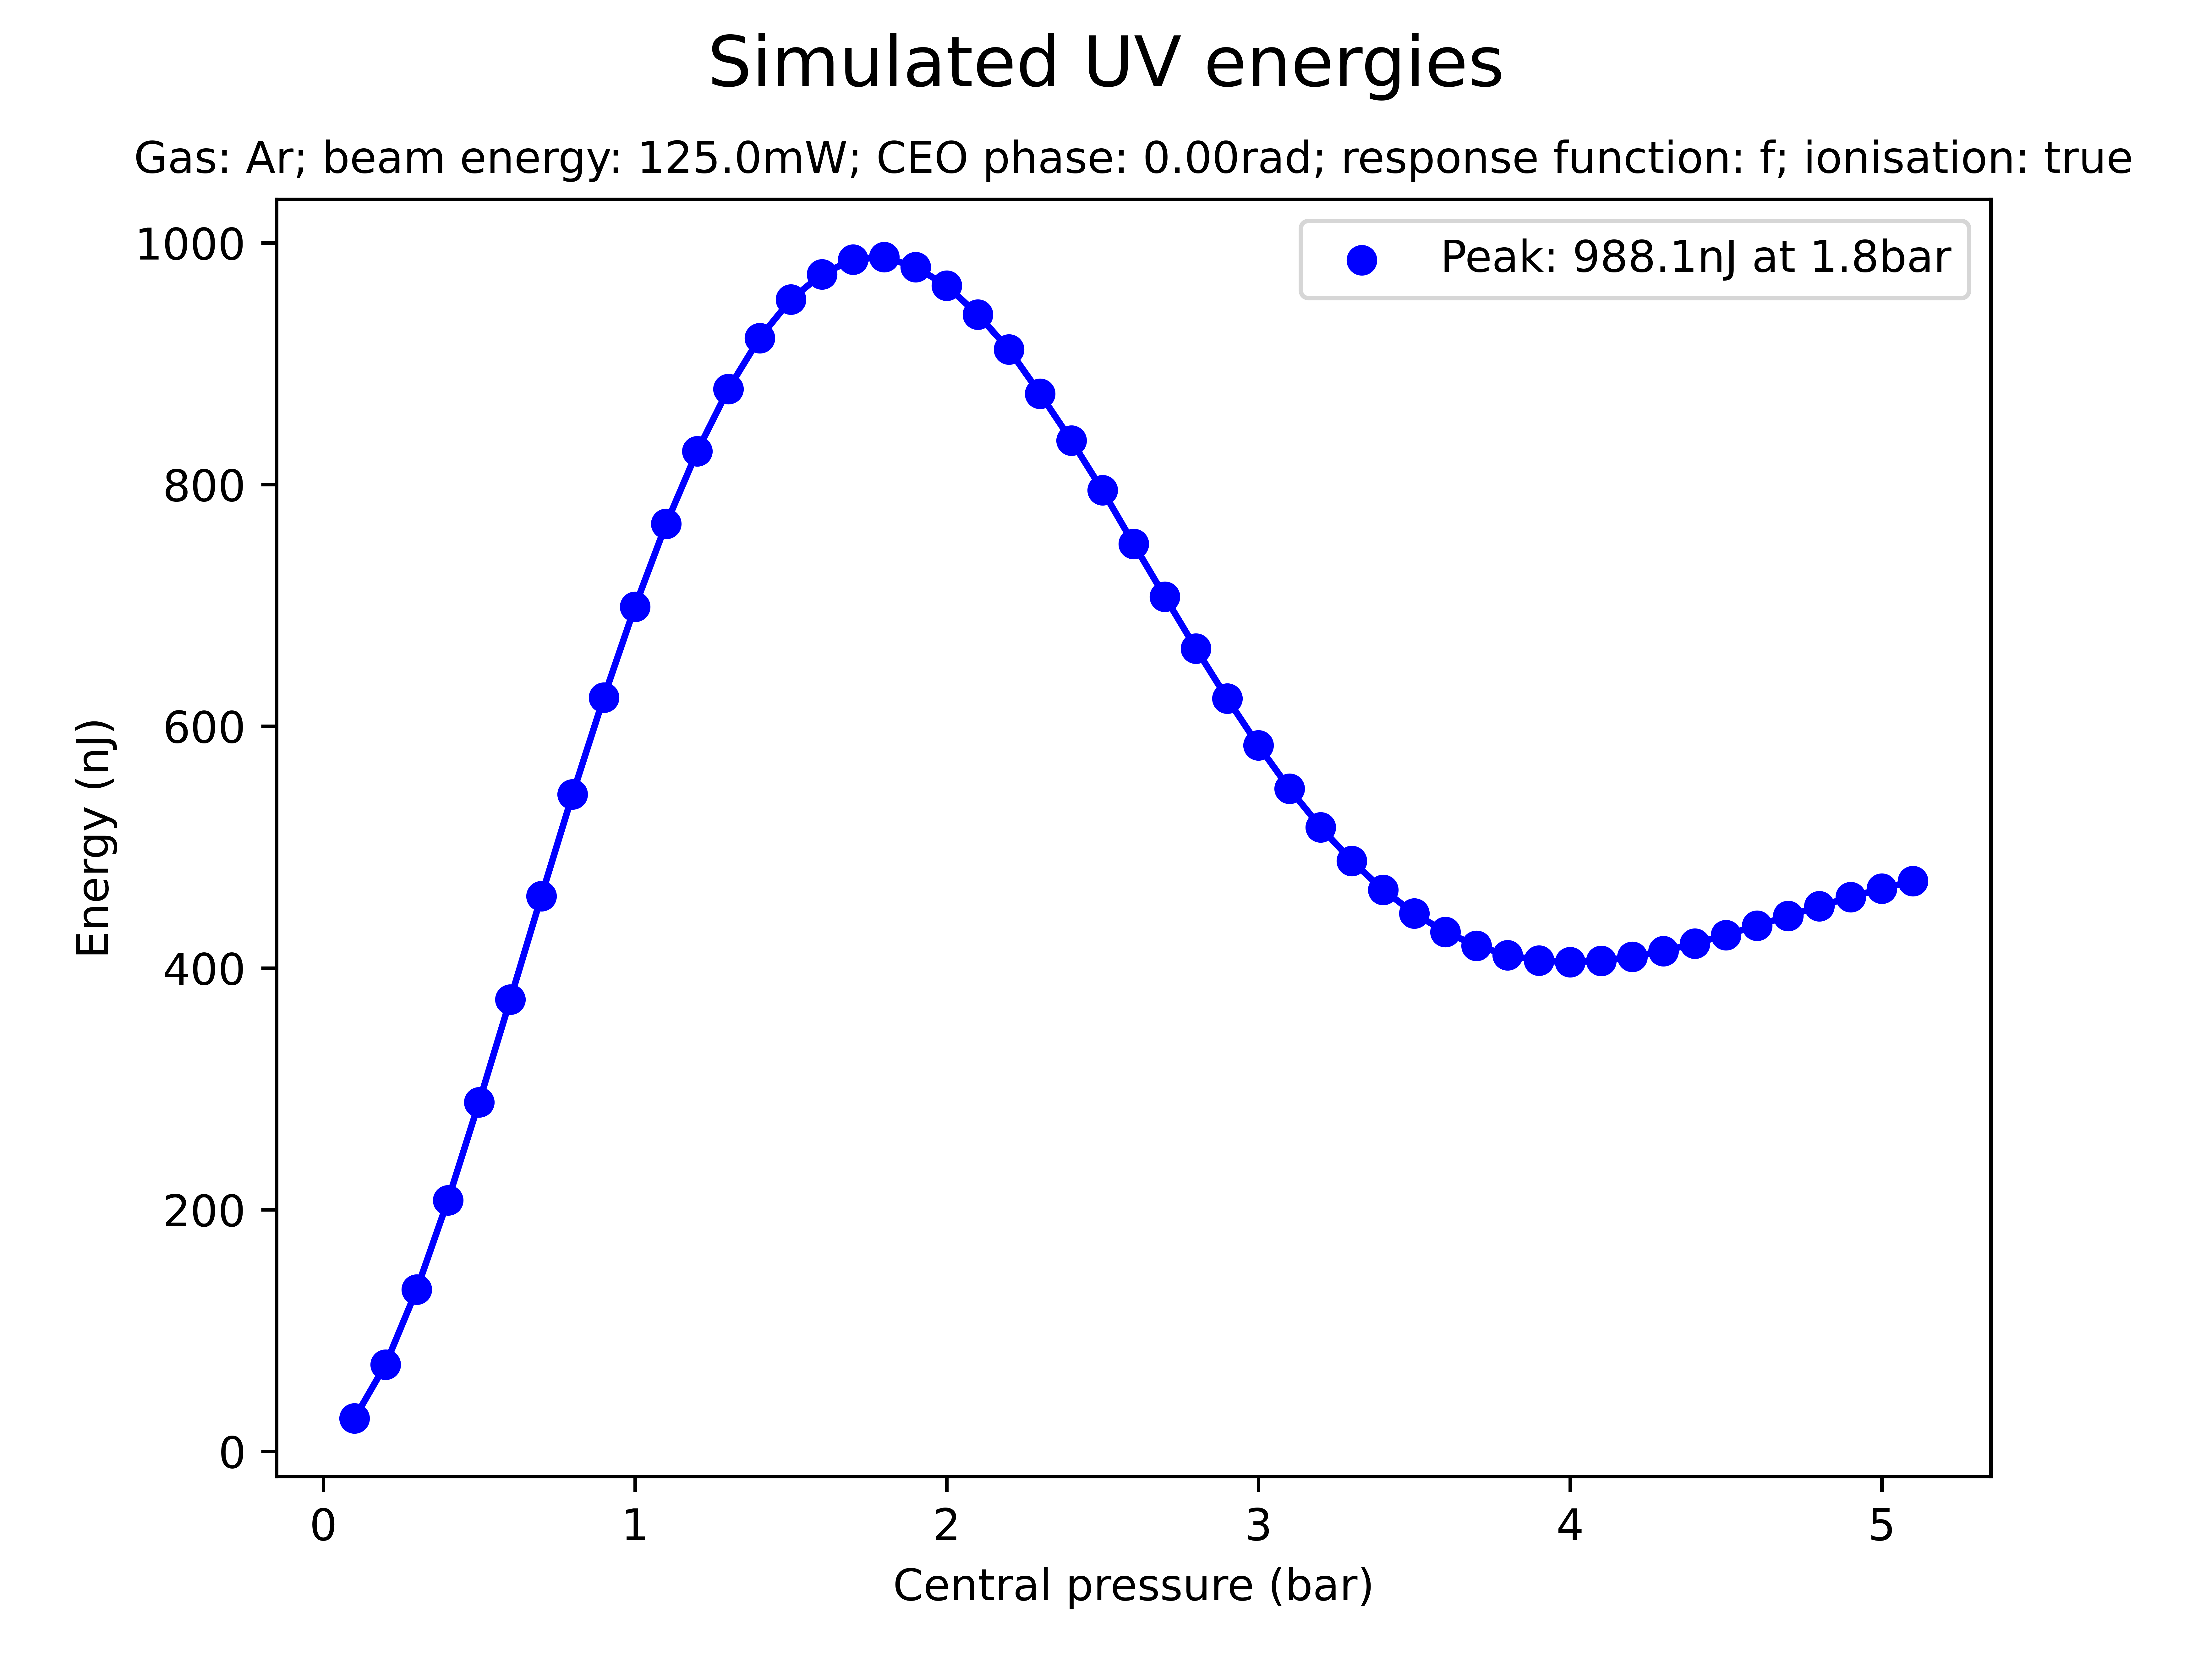 Simulated UV energies
Gas: Ar; beam energy: 125.0mW; CEO phase: 0.00rad; response function: f; ionisation: true
Peak: 988.1nJ at 1.8bar
Energy (nJ)
1000
800
600
400
200
0
0 1 2 3 4 5
Central pressure (bar)